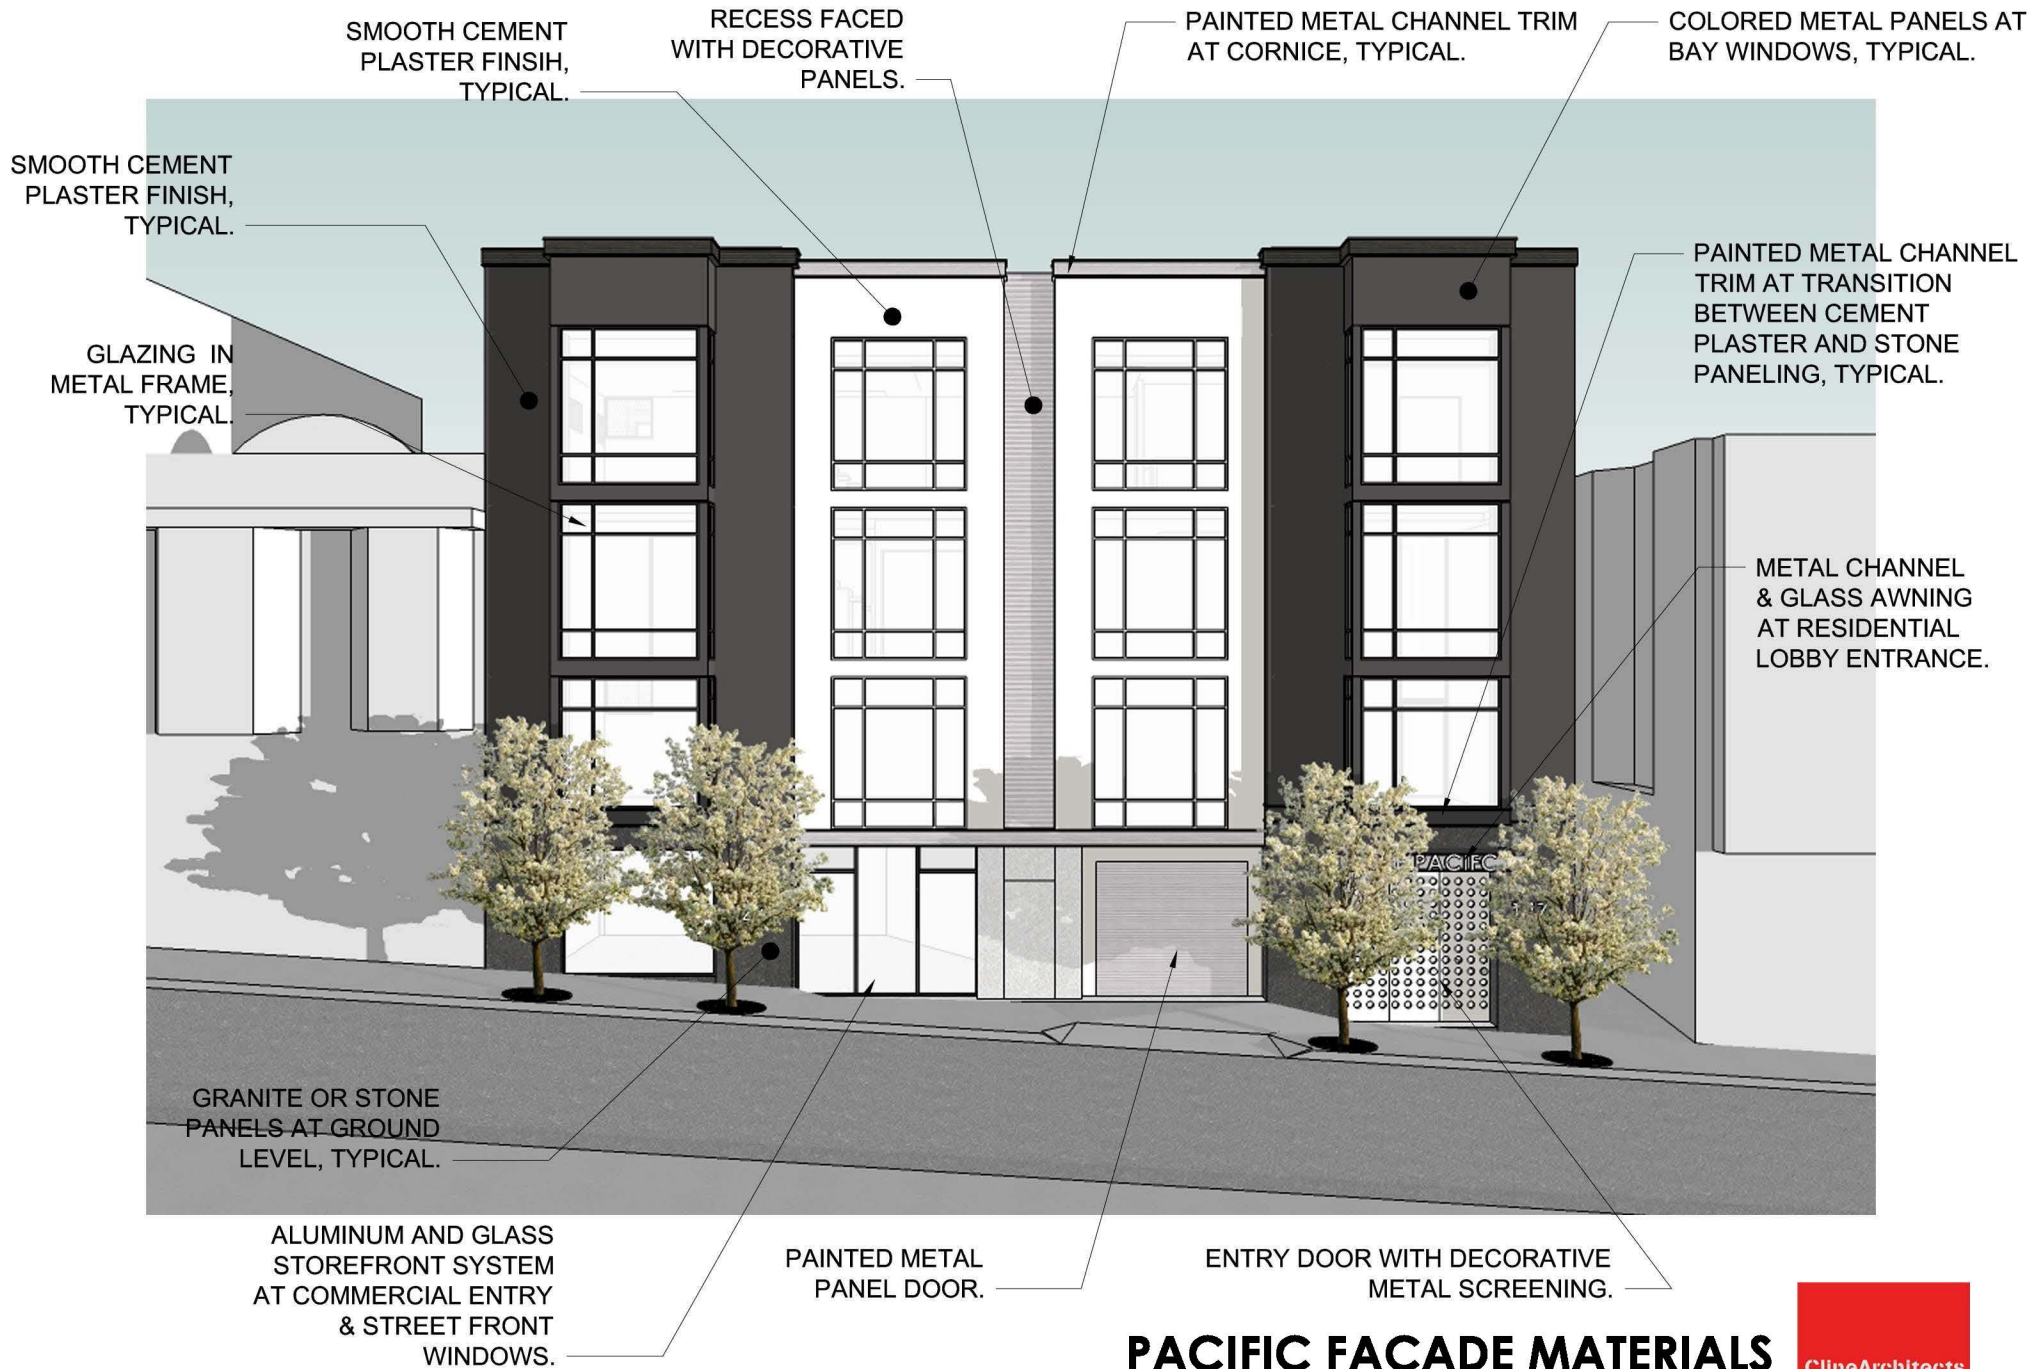 SMOOTH CEMENT
PLASTER FINSIH,
TYPICAL.
RECESS FACED
WITH DECORATIVE
PANELS.
PAINTED METAL CHANNEL TRIM
AT CORNICE, TYPICAL.
COLORED METAL PANELS AT
BAY WINDOWS, TYPICAL.
SMOOTH CEMENT
PLASTER FINISH,
TYPICAL.
GLAZING IN
METAL FRAME,
TYPICAL.
PAINTED METAL CHANNEL
TRIM AT TRANSITION
BETWEEN CEMENT
PLASTER AND STONE
PANELING, TYPICAL.
METAL CHANNEL
& GLASS AWNING
AT RESIDENTIAL
LOBBY ENTRANCE.
PACIFC
GRANITE OR STONE
PANELS AT GROUND
LEVEL, TYPICAL.
ALUMINUM AND GLASS
STOREFRONT SYSTEM
AT COMMERCIAL ENTRY
& STREET FRONT
WINDOWS.
PAINTED METAL
PANEL DOOR.
ENTRY DOOR WITH DECORATIVE
METAL SCREENING.
PACIFIC FACADE MATERIALS
ClineArchitects